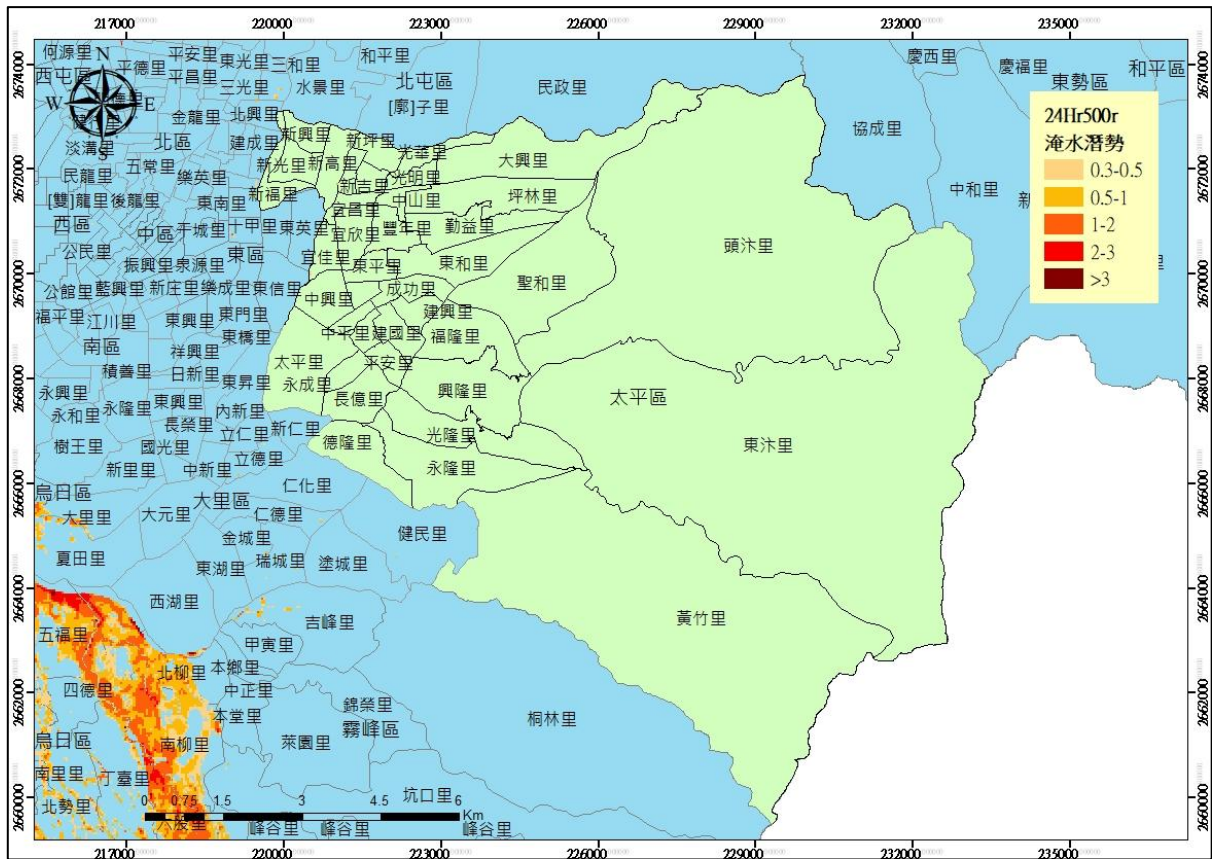 217000 220000 223000 226000 229000 232000 235000
2674000
2672000
2670000
2668000
2666000
2664000
2662000
2660000
N
W E
S
24Hr500r
淹水潛勢
0.3-0.5
0.5-1
1-2
2-3
>3
何源里 平安里 東光里 三和里 和平里
西屯區 平德里 平昌里 三光里 水景里 北屯區 民政里 慶西里 慶福里 東勢區 和平區
金龍里 北興里 [廓]子里 協成里
淡溝里 北區 建成里 新興里 新坪里 光華里
民龍里 五常里 樂英里 新光里 新高里 光明里 大興里
[雙]龍里 後龍里 東南里 新福里 新吉里 中山里 坪林里 中和里
西區 中區 干城里 十甲里 東英里 宜昌里 宜欣里 豐年里 勤益里 頭汴里
公民里 振興里 泉源里 東區 宜佳里 東平里 東和里
公館里 藍興里 新庄里 樂成里 東信里 中興里 成功里 聖和里
福平里 江川里 東興里 東門里 建興里
南區 東橋里 中平里 建國里 福隆里
祥興里 太平里 平安里
積善里 日新里 東昇里 永成里 興隆里 太平區
永興里 永隆里 東興里 內新里 長億里
永和里 長榮里 立仁里 新仁里 光隆里 東汴里
樹王里 國光里 立德里 德隆里 永隆里
新里里 中新里 仁化里
烏日區 大里區
大里里 大元里 仁德里 健民里
夏田里 金城里
東湖里 瑞城里 塗城里
西湖里
五福里 吉峰里 黃竹里
甲寅里
北柳里 本鄉里
四德里 中正里 錦榮里
烏日區 本堂里 霧峰區 桐林里
南柳里 萊園里
南里里 丁臺里
北勢里 坑口里
六股里 峰谷里 峰谷里 峰谷里
0 0.75 1.5 3 4.5 6
Km